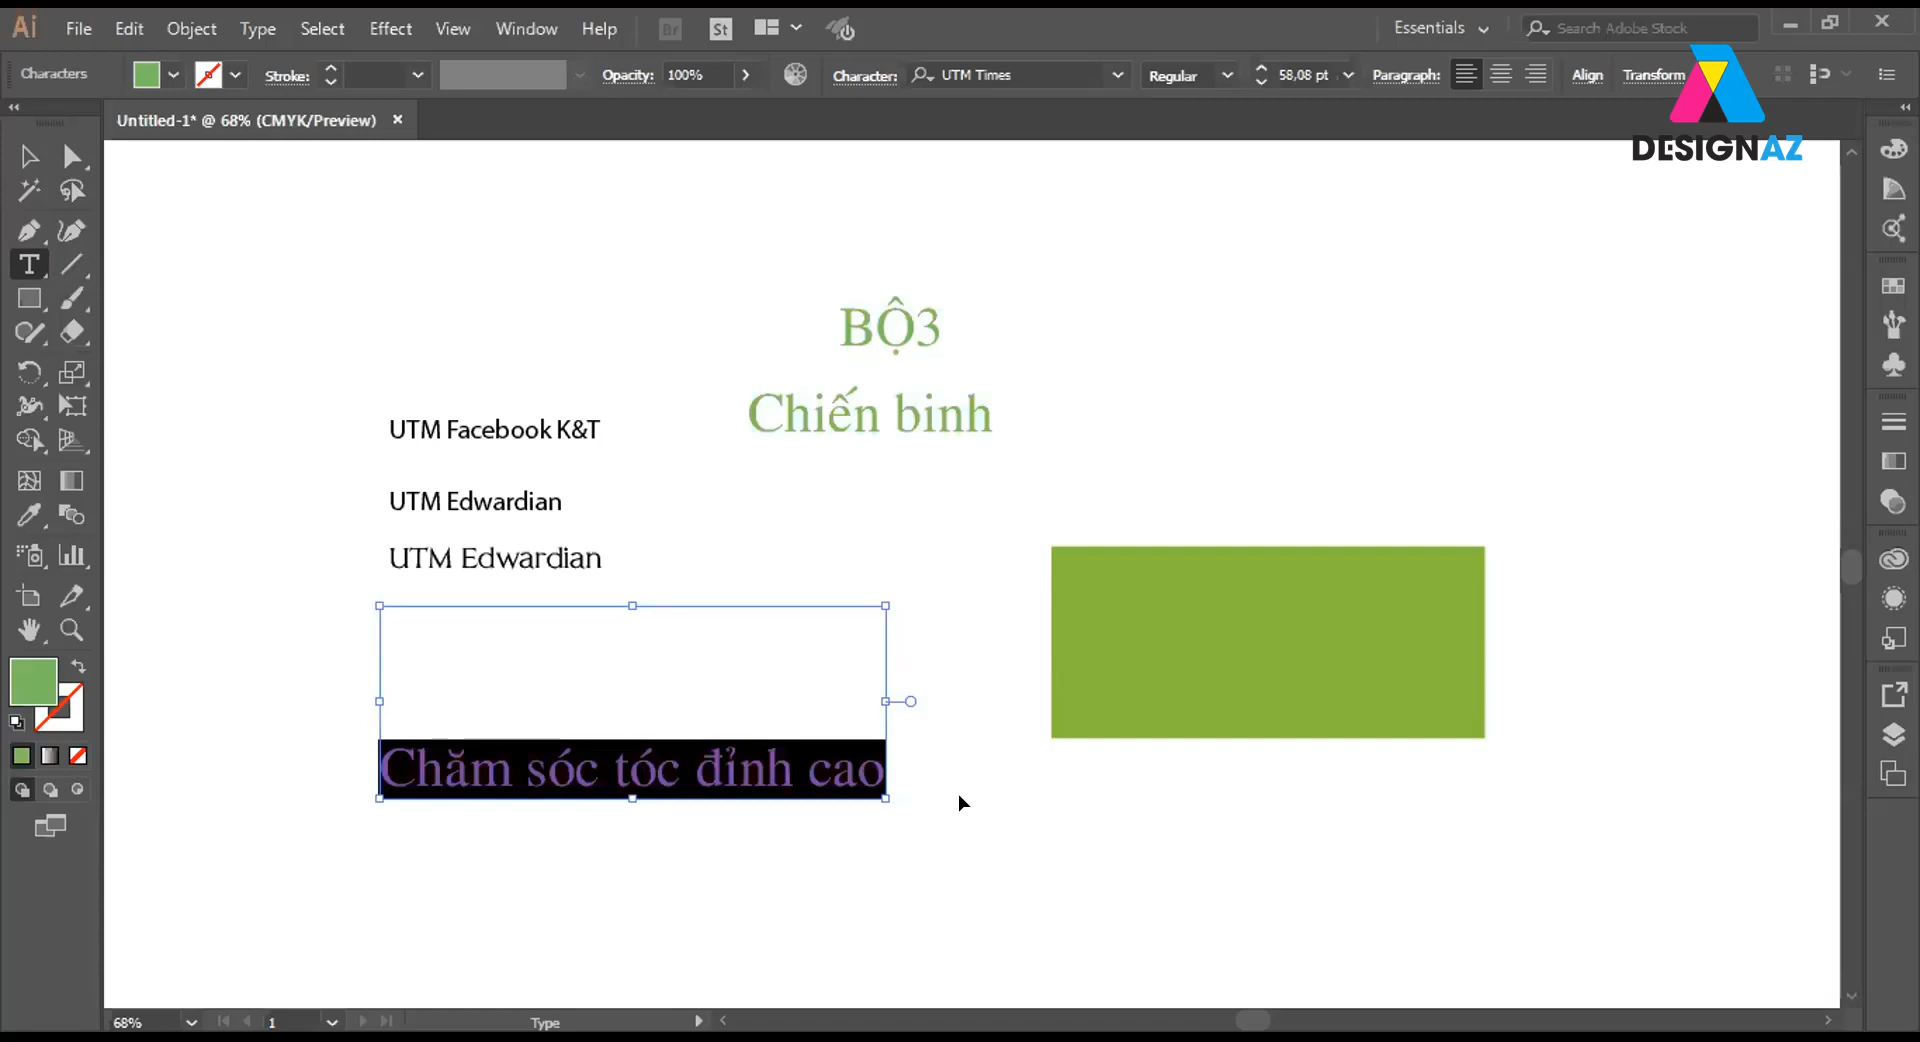 Ai File Edit Object Type Select Effect View Window Help Br St Essentials Search Adobe Stock
Characters Stroke: Opacity: 100% Character: UTM Times Regular 58,08 pt Paragraph: Align Transform
Untitled-1* @ 68% (CMYK/Preview)
DESIGNAZ
BỘ3
Chiến binh
UTM Facebook K&T
UTM Edwardian
UTM Edwardian
Chăm sóc tóc đỉnh cao
68% 1 Type